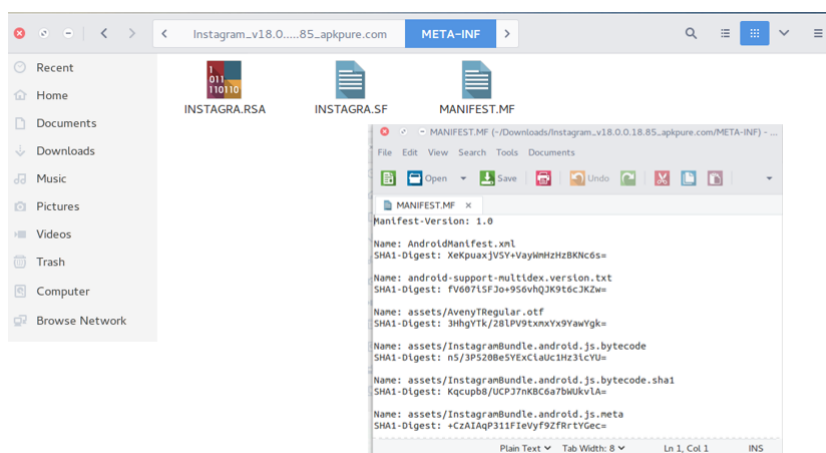 Instagram_v18.0.....85_apkpure.com
META-INF
Recent
Home
Documents
Downloads
Music
Pictures
Videos
Trash
Computer
Browse Network
1
011
110110
INSTAGRA.RSA
INSTAGRA.SF
MANIFEST.MF
MANIFEST.MF (~/Downloads/Instagram_v18.0.0.18.85_apkpure.com/META-INF) - ...
File Edit View Search Tools Documents
Open Save Undo
MANIFEST.MF ×
Manifest-Version: 1.0
Name: AndroidManifest.xml
SHA1-Digest: XeKpuaxjVSY+VayWmHzHzBKNc6s=
Name: android-support-multidex.version.txt
SHA1-Digest: fV607iSFJo+9S6vhQJK9t6cJKZw=
Name: assets/AvenyTRegular.otf
SHA1-Digest: 3HhgYTk/28lPV9txmxYx9YawYgk=
Name: assets/InstagramBundle.android.js.bytecode
SHA1-Digest: n5/3P520Be5YExCiaUc1Hz3icYU=
Name: assets/InstagramBundle.android.js.bytecode.sha1
SHA1-Digest: Kqcupb8/UCPJ7nKBC6a7bWUkvlA=
Name: assets/InstagramBundle.android.js.meta
SHA1-Digest: +CzAIAqP311FIeVyf9ZfRrtYGec=
Plain Text Tab Width: 8 Ln 1, Col 1 INS